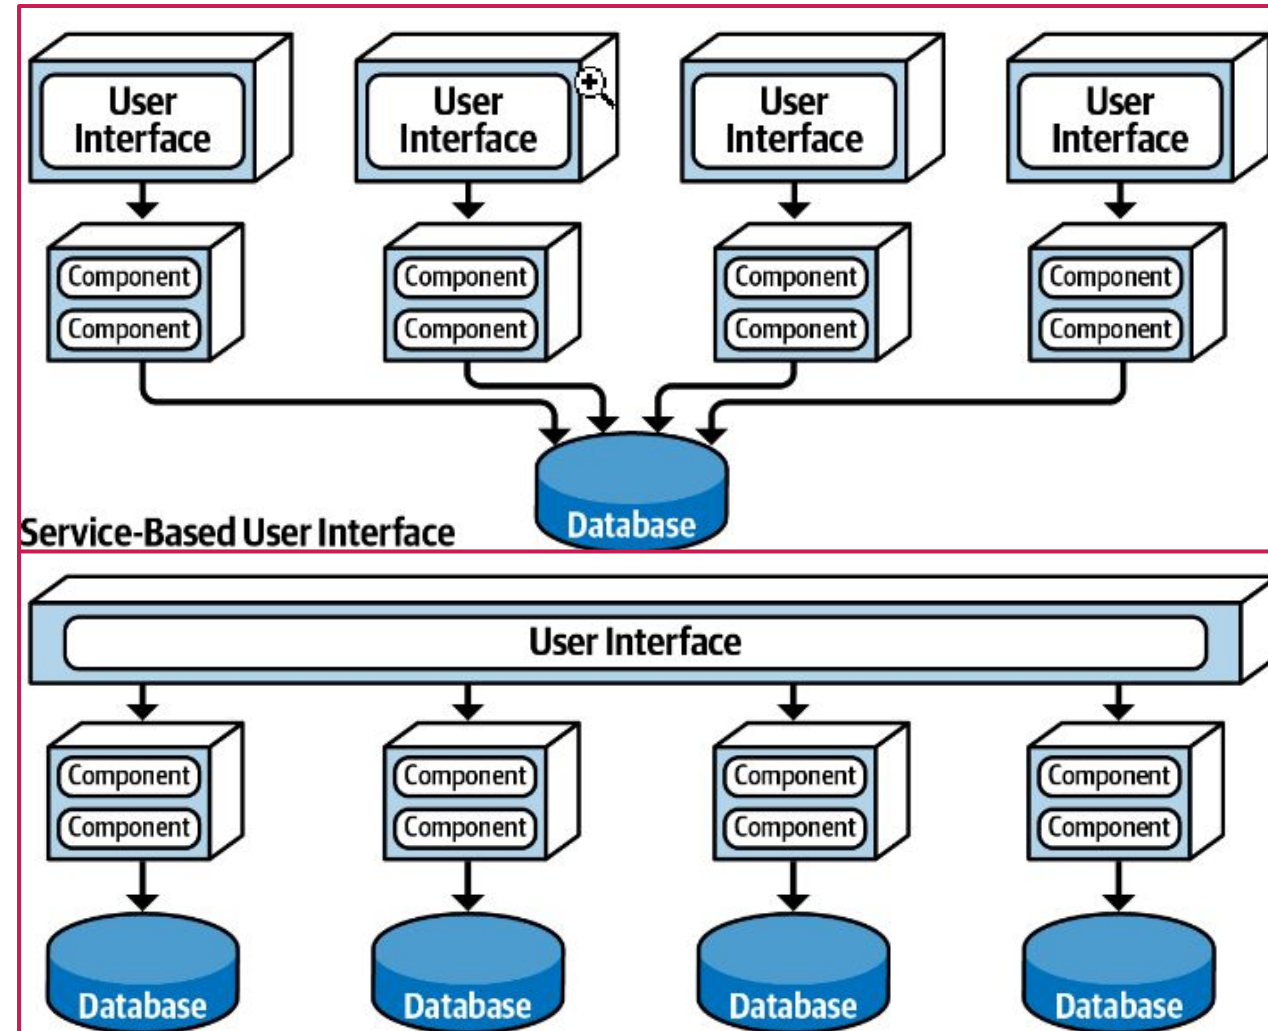 User
Interface
User
Interface
User
Interface
User
Interface
Component
Component
Component
Component
Component
Component
Component
Component
Database
Service-Based User Interface
User Interface
Component
Component
Component
Component
Component
Component
Component
Component
Database
Database
Database
Database